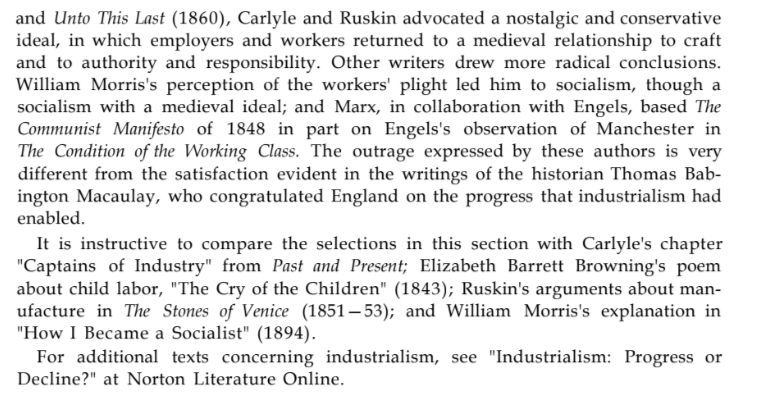 and Unto This Last (1860), Carlyle and Ruskin advocated a nostalgic and conservative
ideal, in which employers and workers returned to a medieval relationship to craft
and to authority and responsibility. Other writers drew more radical conclusions.
William Morris's perception of the workers' plight led him to socialism, though a
socialism with a medieval ideal; and Marx, in collaboration with Engels, based The
Communist Manifesto of 1848 in part on Engels's observation of Manchester in
The Condition of the Working Class. The outrage expressed by these authors is very
different from the satisfaction evident in the writings of the historian Thomas Bab-
ington Macaulay, who congratulated England on the progress that industrialism had
enabled.
It is instructive to compare the selections in this section with Carlyle's chapter
"Captains of Industry" from Past and Present; Elizabeth Barrett Browning's poem
about child labor, "The Cry of the Children" (1843); Ruskin's arguments about man-
ufacture in The Stones of Venice (1851–53); and William Morris's explanation in
"How I Became a Socialist" (1894).
For additional texts concerning industrialism, see "Industrialism: Progress or
Decline?" at Norton Literature Online.